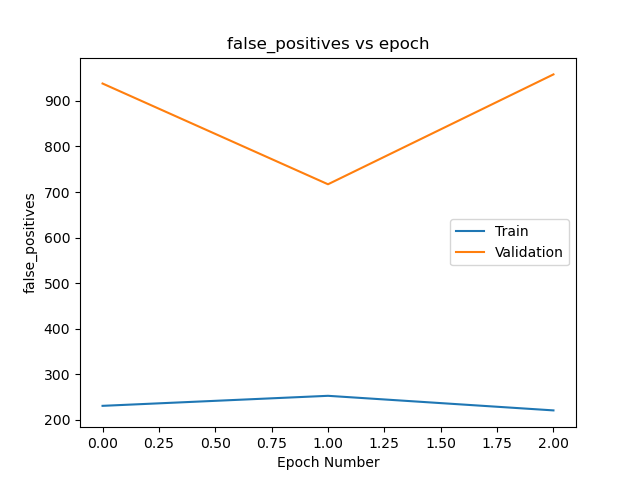 false_positives vs epoch
900
800
700
600
500
400
300
200
false_positives
Train
Validation
0.00 0.25 0.50 0.75 1.00 1.25 1.50 1.75 2.00
Epoch Number